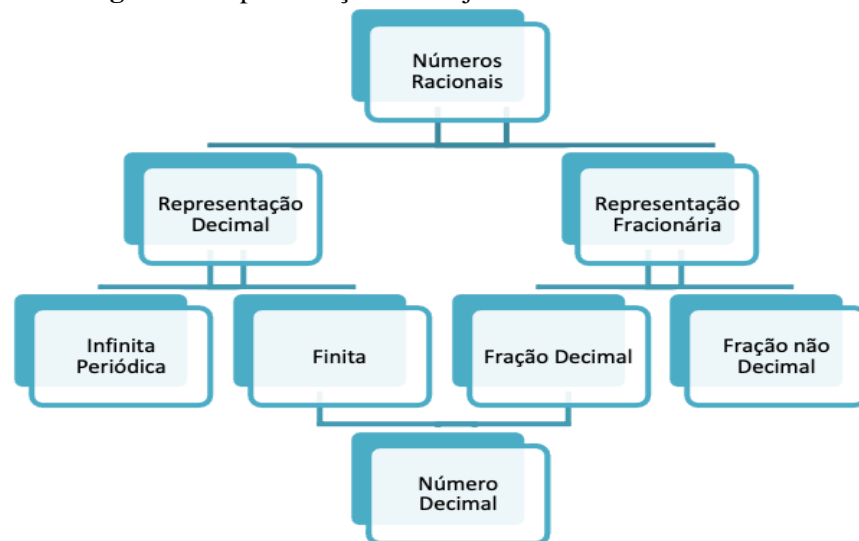 Números
Racionais
Representação
Decimal
Representação
Fracionária
Infinita
Periódica
Finita
Fração Decimal
Fração não
Decimal
Número
Decimal